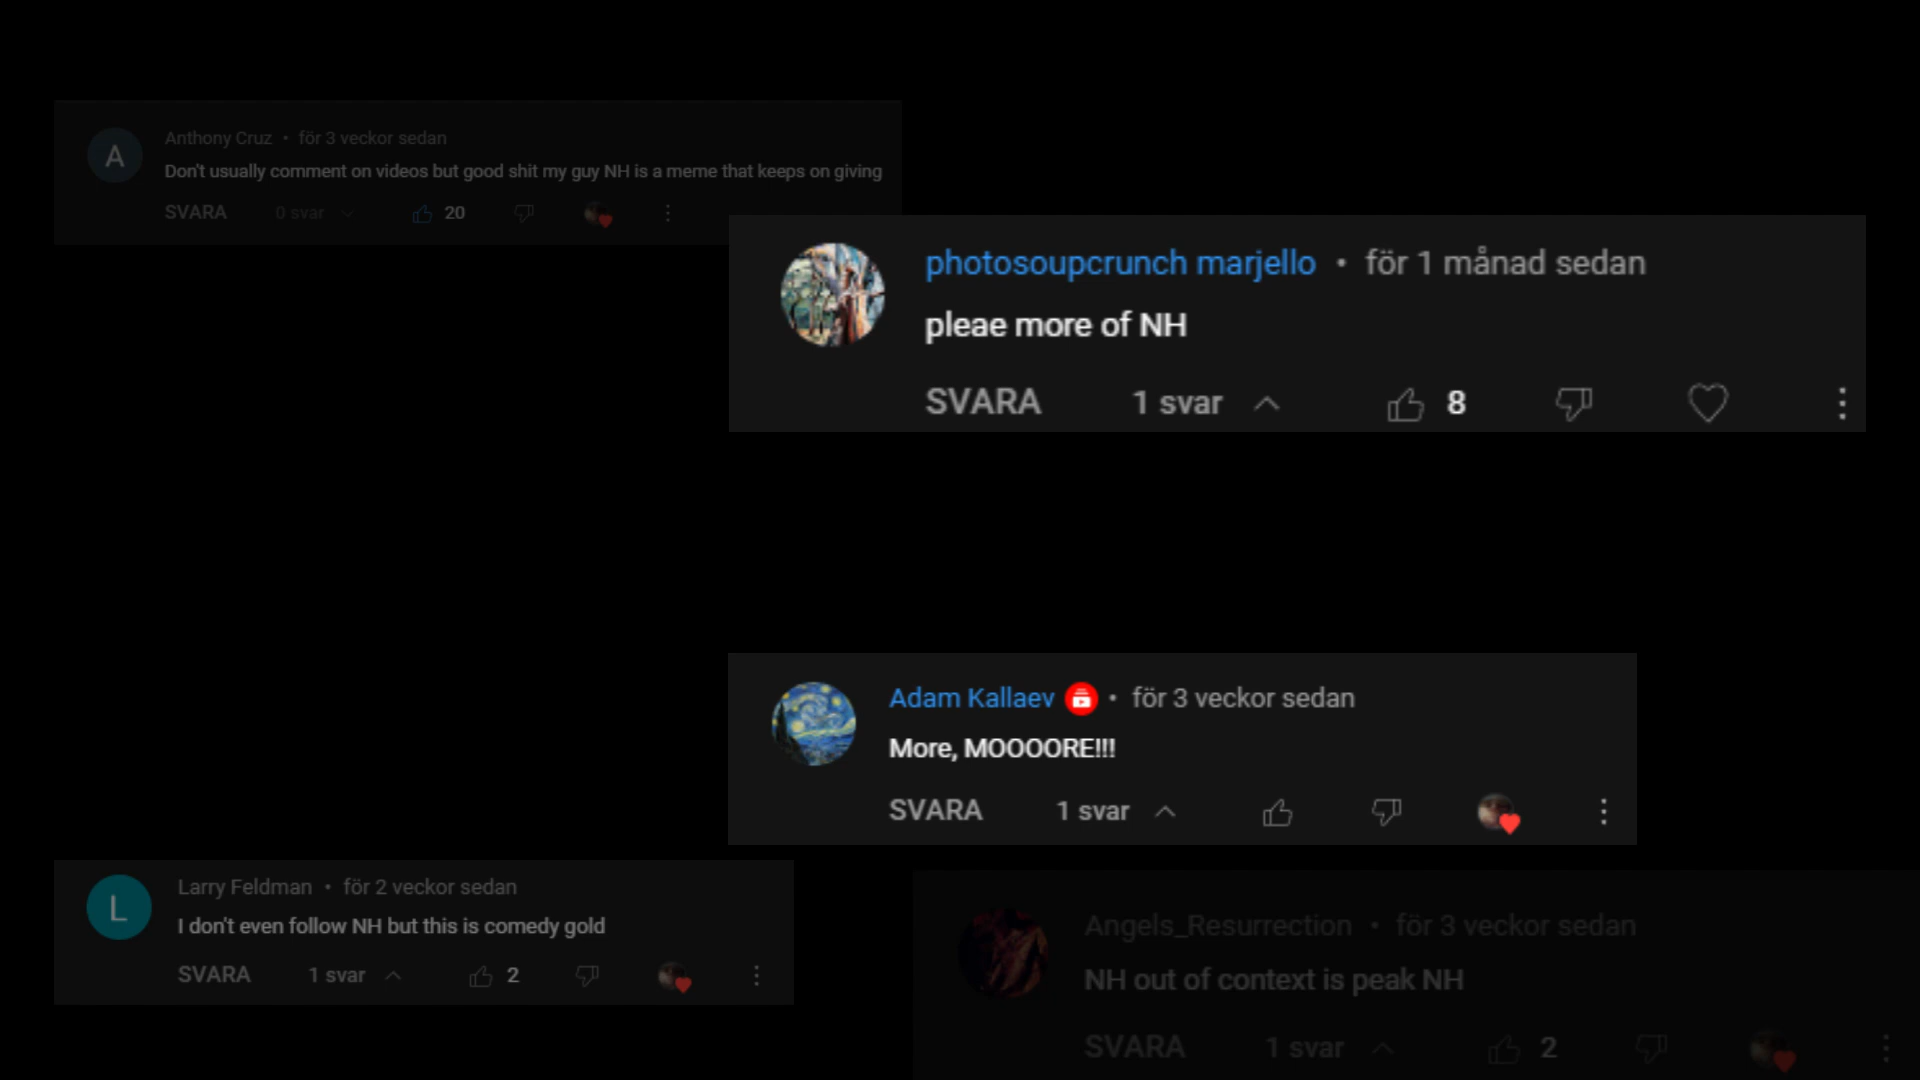 A
Anthony Cruz • för 3 veckor sedan
Don't usually comment on videos but good shit my guy NH is a meme that keeps on giving
SVARA 0 svar 20
photosoupcrunch marjello • för 1 månad sedan
pleae more of NH
SVARA 1 svar 8
Adam Kallaev • för 3 veckor sedan
More, MOOOORE!!!
SVARA 1 svar
L
Larry Feldman • för 2 veckor sedan
I don't even follow NH but this is comedy gold
SVARA 1 svar 2
Angels_Resurrection • för 3 veckor sedan
NH out of context is peak NH
SVARA 1 svar 2